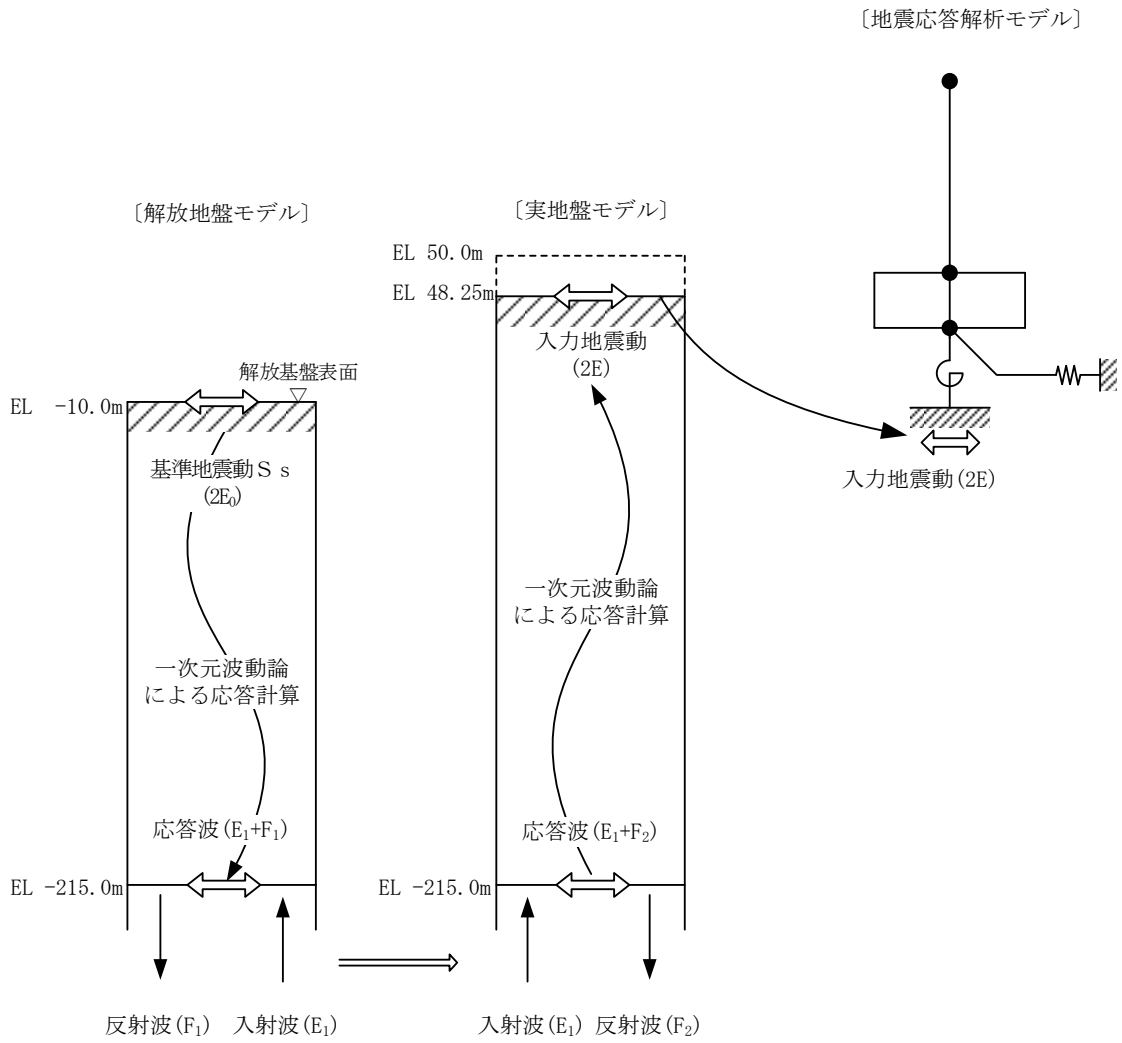 〔地震応答解析モデル〕
〔解放地盤モデル〕
〔実地盤モデル〕
EL 50.0m
EL 48.25m
入力地震動
(2E)
解放基盤表面
EL -10.0m
基準地震動Ｓｓ
(2E₀)
入力地震動(2E)
一次元波動論
による応答計算
一次元波動論
による応答計算
応答波(E₁+F₁)
応答波(E₁+F₂)
EL -215.0m
EL -215.0m
反射波(F₁)
入射波(E₁)
入射波(E₁)
反射波(F₂)